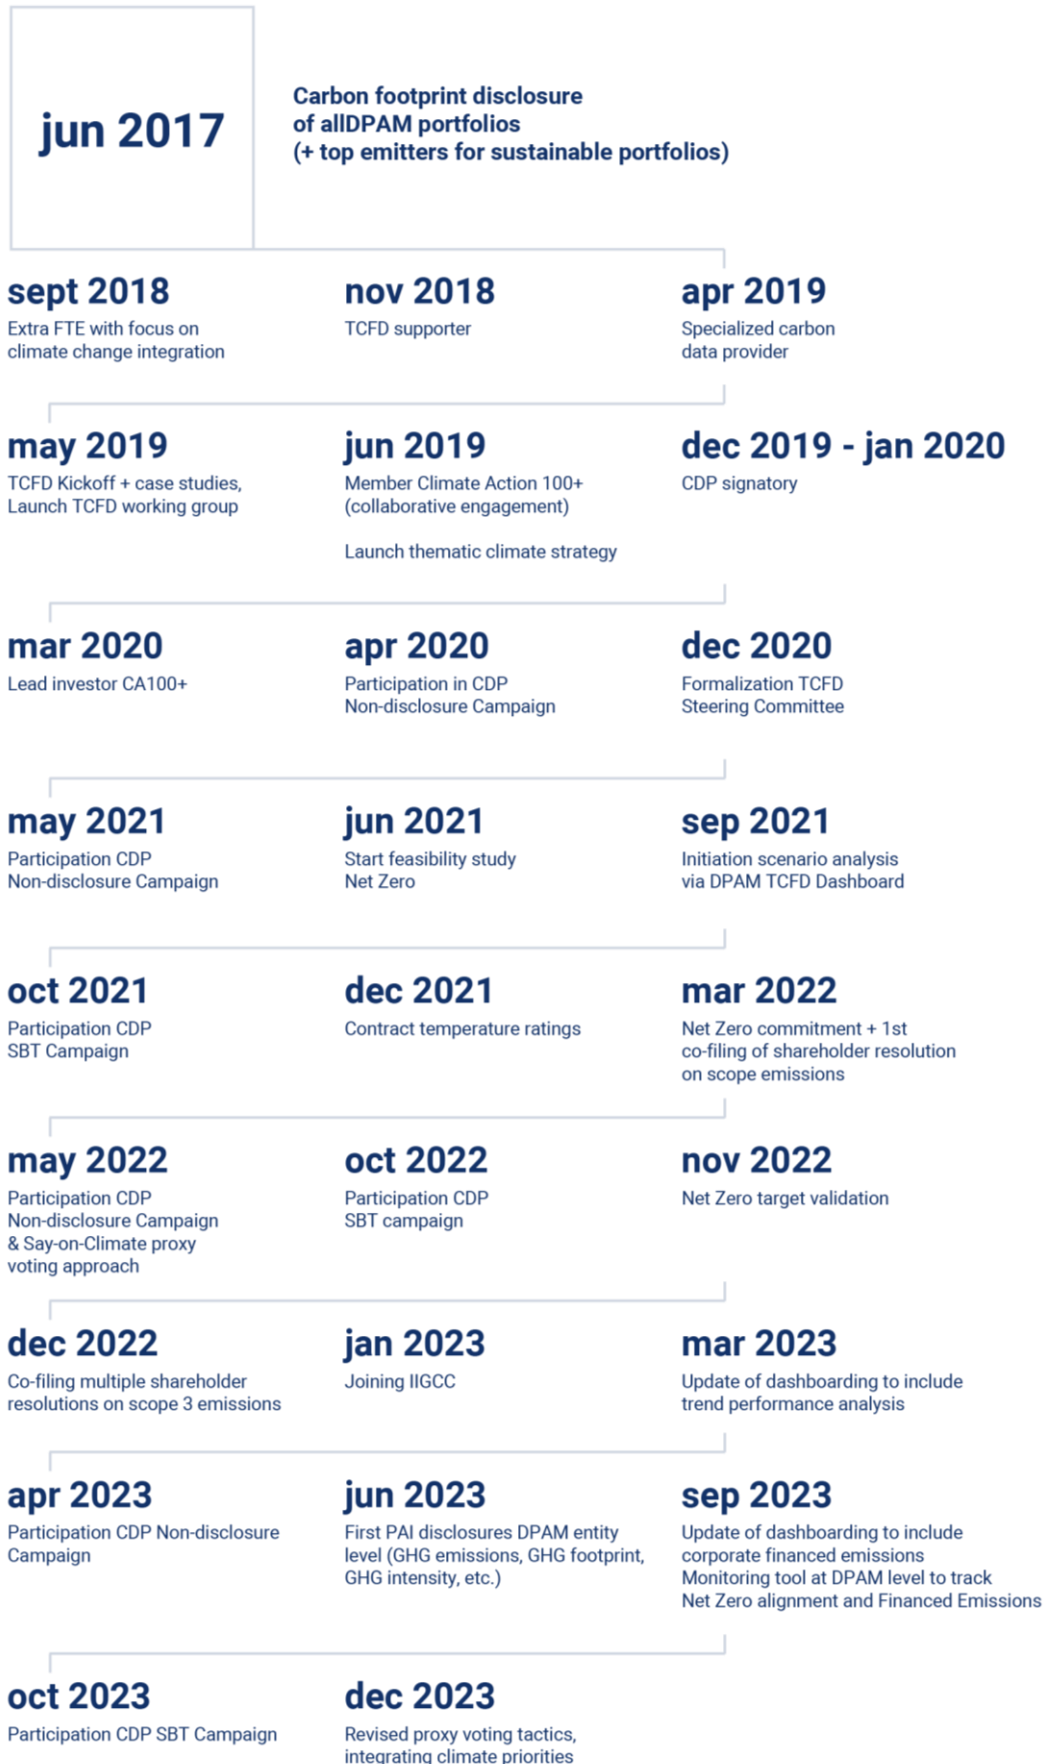 jun 2017
Carbon footprint disclosure
of allDPAM portfolios
(+ top emitters for sustainable portfolios)
sept 2018
Extra FTE with focus on
climate change integration
nov 2018
TCFD supporter
apr 2019
Specialized carbon
data provider
may 2019
TCFD Kickoff + case studies,
Launch TCFD working group
jun 2019
Member Climate Action 100+
(collaborative engagement)
Launch thematic climate strategy
dec 2019 - jan 2020
CDP signatory
mar 2020
Lead investor CA100+
apr 2020
Participation in CDP
Non-disclosure Campaign
dec 2020
Formalization TCFD
Steering Committee
may 2021
Participation CDP
Non-disclosure Campaign
jun 2021
Start feasibility study
Net Zero
sep 2021
Initiation scenario analysis
via DPAM TCFD Dashboard
oct 2021
Participation CDP
SBT Campaign
dec 2021
Contract temperature ratings
mar 2022
Net Zero commitment + 1st
co-filing of shareholder resolution
on scope emissions
may 2022
Participation CDP
Non-disclosure Campaign
& Say-on-Climate proxy
voting approach
oct 2022
Participation CDP
SBT campaign
nov 2022
Net Zero target validation
dec 2022
Co-filing multiple shareholder
resolutions on scope 3 emissions
jan 2023
Joining IIGCC
mar 2023
Update of dashboarding to include
trend performance analysis
apr 2023
Participation CDP Non-disclosure
Campaign
jun 2023
First PAI disclosures DPAM entity
level (GHG emissions, GHG footprint,
GHG intensity, etc.)
sep 2023
Update of dashboarding to include
corporate financed emissions
Monitoring tool at DPAM level to track
Net Zero alignment and Financed Emissions
oct 2023
Participation CDP SBT Campaign
dec 2023
Revised proxy voting tactics,
integrating climate priorities